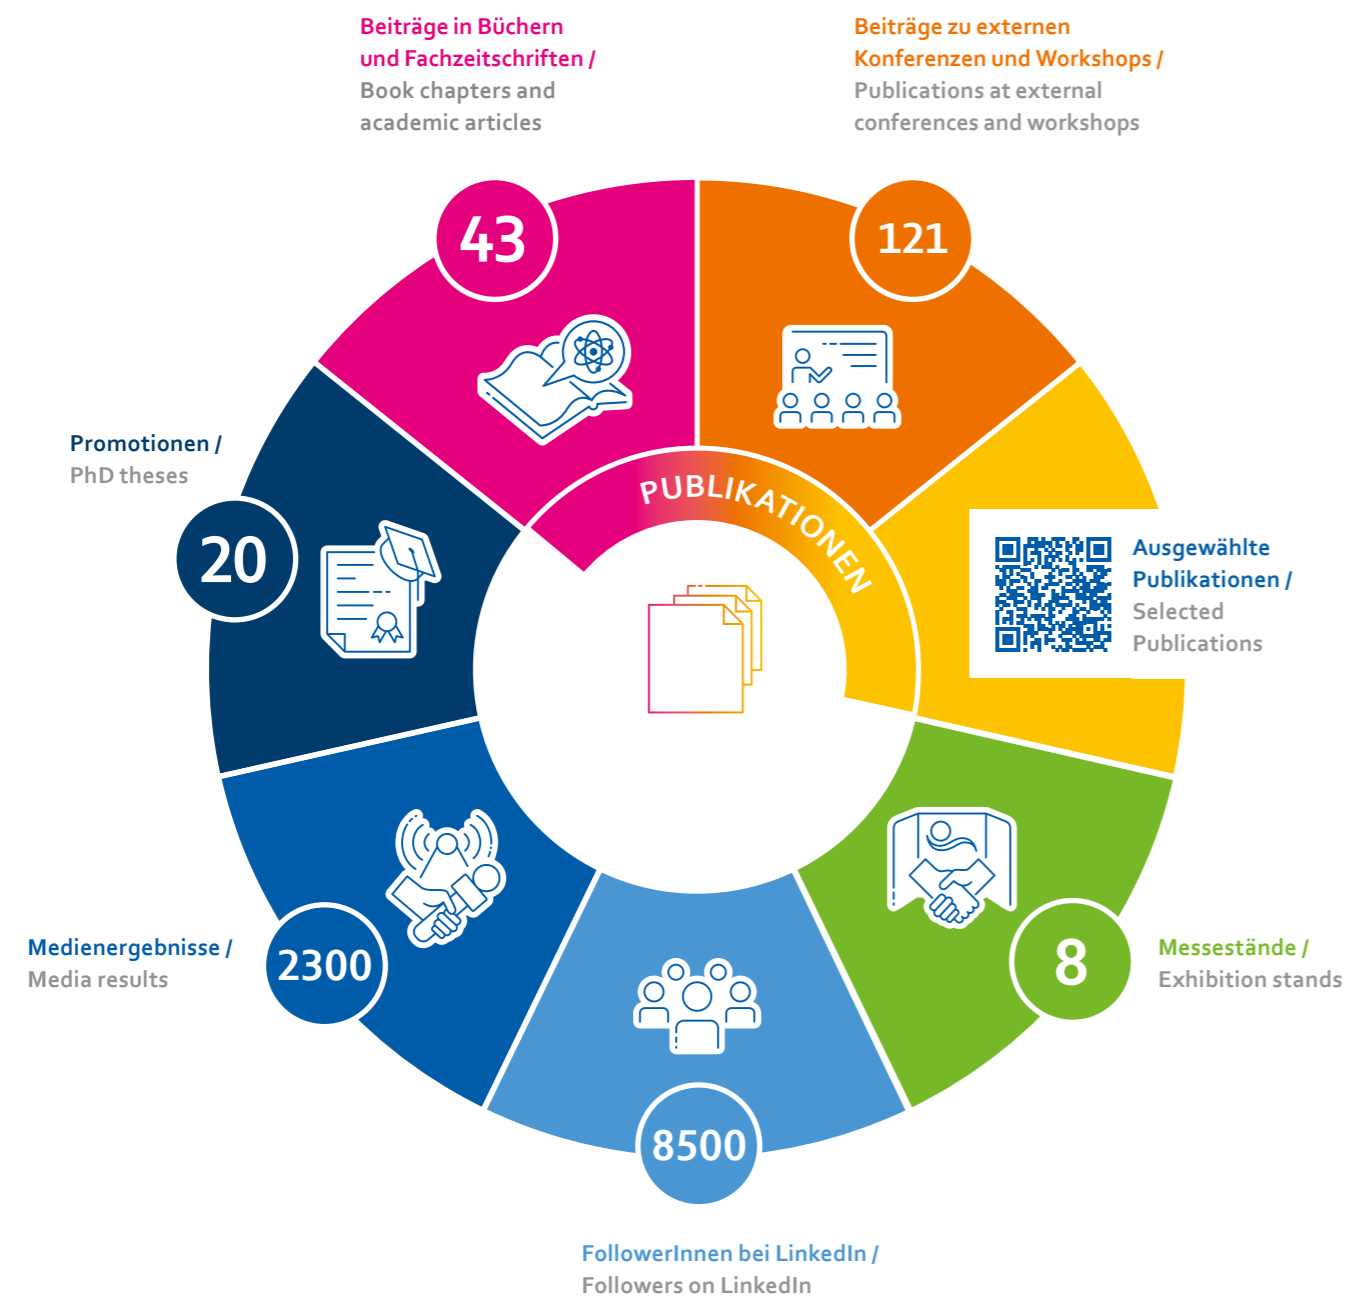 Beiträge in Büchern
und Fachzeitschriften /
Book chapters and
academic articles
Beiträge zu externen
Konferenzen und Workshops /
Publications at external
conferences and workshops
43
121
PUBLIKATIONEN
Promotionen /
PhD theses
20
Ausgewählte
Publikationen /
Selected
Publications
Medienergebnisse /
Media results
2300
8
Messestände /
Exhibition stands
8500
FollowerInnen bei LinkedIn /
Followers on LinkedIn